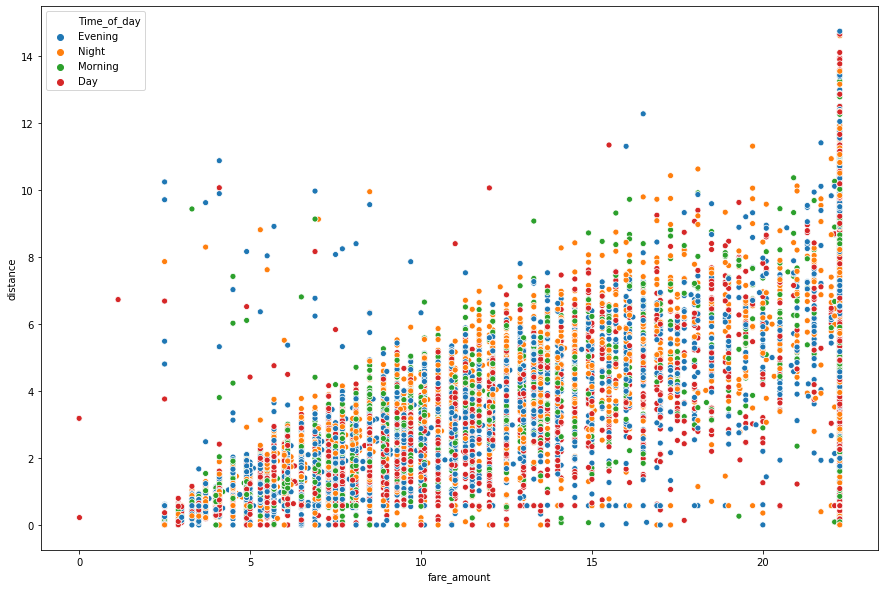 Time_of_day
Evening
Night
Morning
Day
14
12
10
8
6
4
2
0
distance
0
5
10
15
20
fare_amount